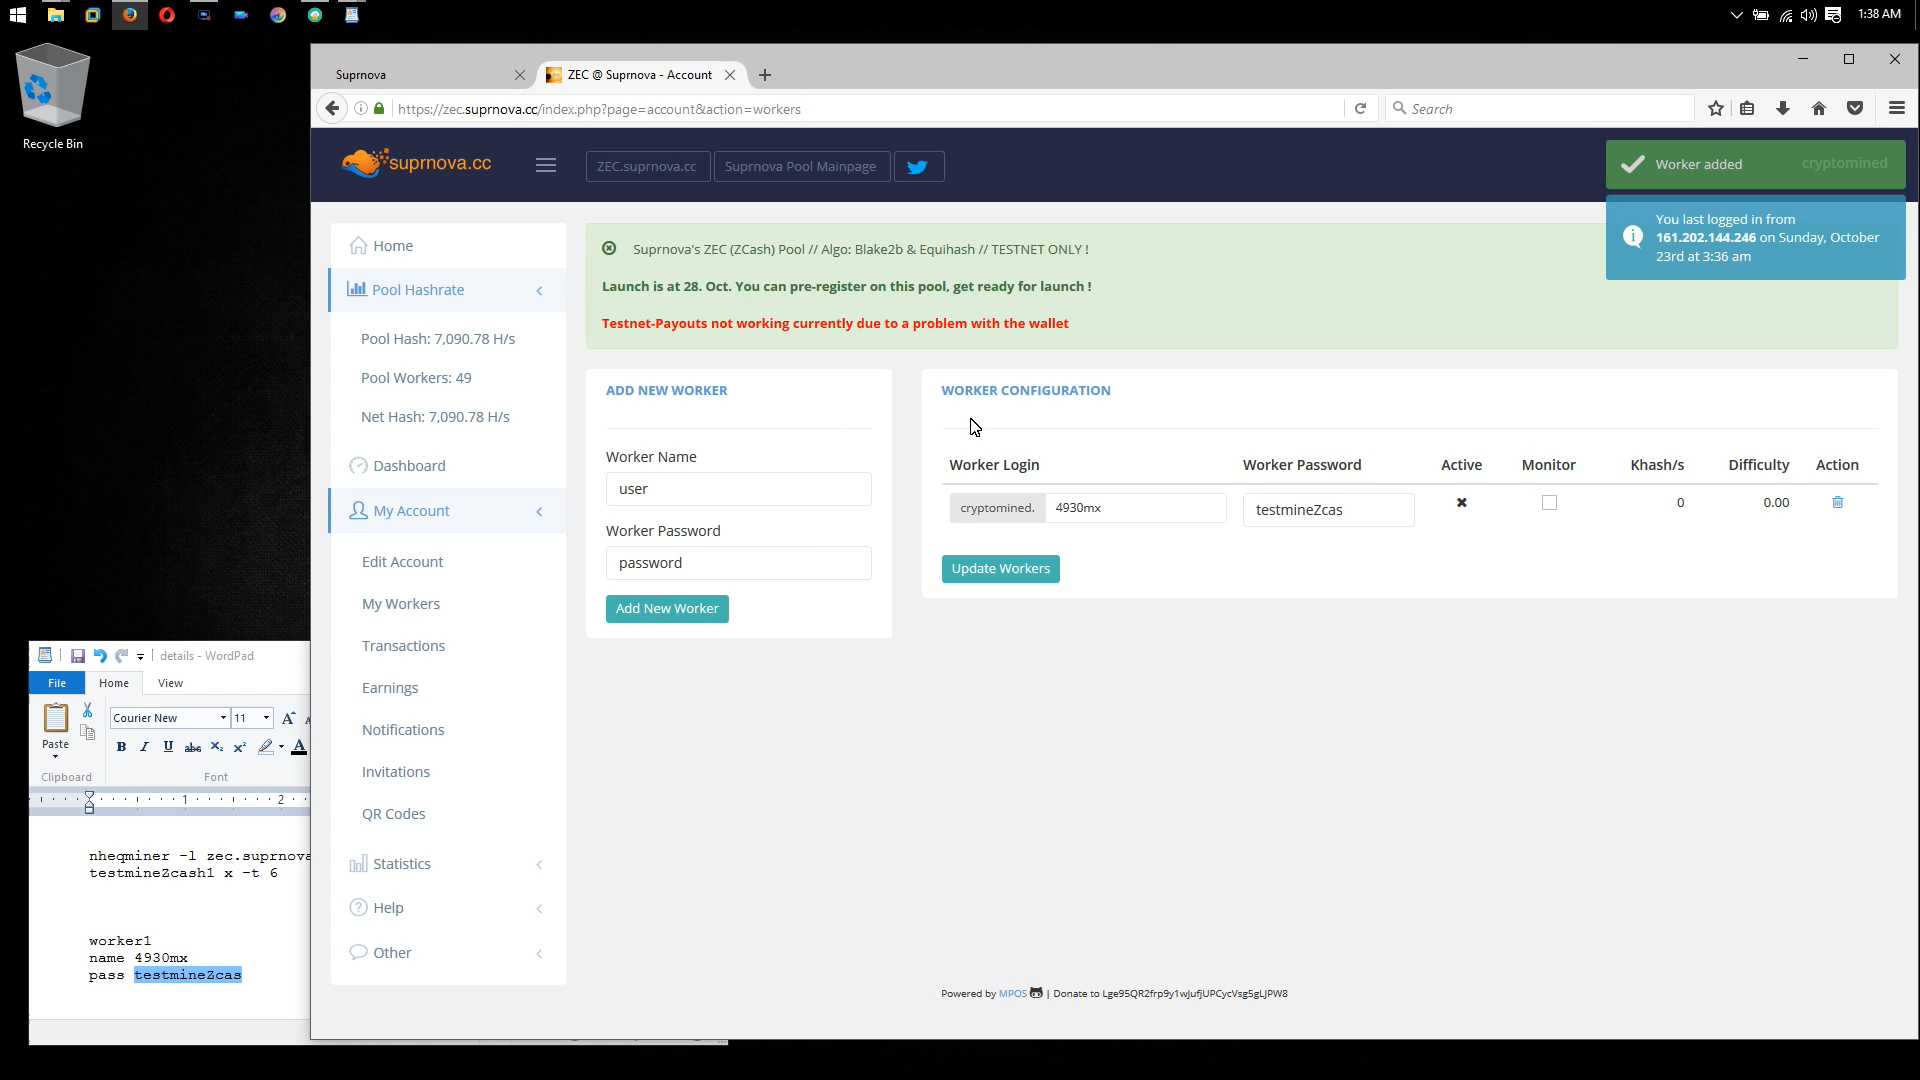 1:38 AM
Recycle Bin
Suprnova
ZEC @ Suprnova - Account
https://zec.suprnova.cc/index.php?page=account&action=workers
Search
suprnova.cc
ZEC.suprnova.cc
Suprnova Pool Mainpage
Worker added
cryptomined
You last logged in from
161.202.144.246 on Sunday, October
23rd at 3:36 am
Home
Pool Hashrate
Pool Hash: 7,090.78 H/s
Pool Workers: 49
Net Hash: 7,090.78 H/s
Dashboard
My Account
Edit Account
My Workers
Transactions
Earnings
Notifications
Invitations
QR Codes
Statistics
Help
Other
Suprnova's ZEC (ZCash) Pool // Algo: Blake2b & Equihash // TESTNET ONLY !
Launch is at 28. Oct. You can pre-register on this pool, get ready for launch !
Testnet-Payouts not working currently due to a problem with the wallet
ADD NEW WORKER
Worker Name
user
Worker Password
password
Add New Worker
WORKER CONFIGURATION
Worker Login Worker Password Active Monitor Khash/s Difficulty Action
cryptomined. 4930mx testmineZcas 0 0.00
Update Workers
Powered by MPOS | Donate to Lge95QR2frp9y1wJufjUPCycVsg5gLJPW8
details - WordPad
File Home View
Courier New 11
Paste
Clipboard Font
1 2
nheqminer -l zec.suprnova
testmineZcash1 x -t 6
worker1
name 4930mx
pass testmineZcas